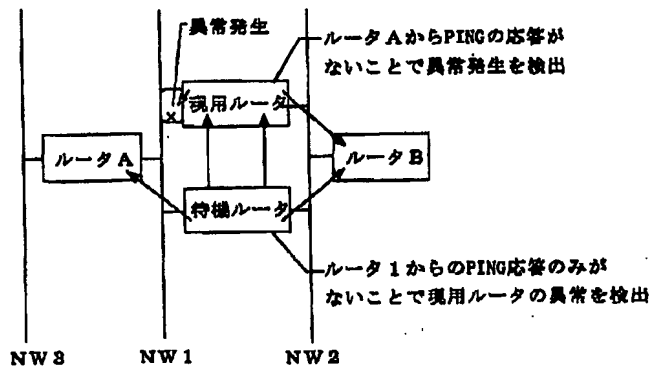 異常発生
ルータAからPINGの応答が
ないことで異常発生を検出
現用ルータ
ルータA
ルータB
待機ルータ
ルータ1からのPING応答のみが
ないことで現用ルータの異常を検出
NW3
NW1
NW2